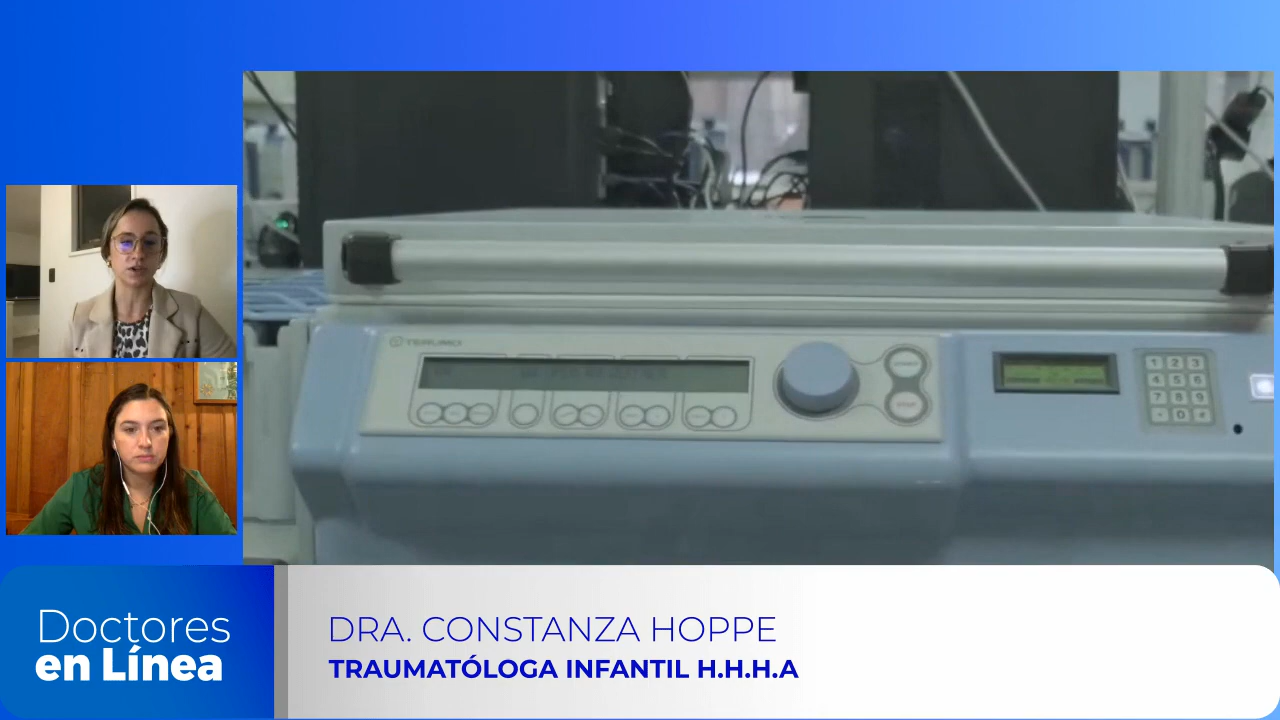 TERUMO
1 2 3
4 5 6
7 8 9
0
STOP
Doctores
en Línea
DRA. CONSTANZA HOPPE
TRAUMATÓLOGA INFANTIL H.H.H.A